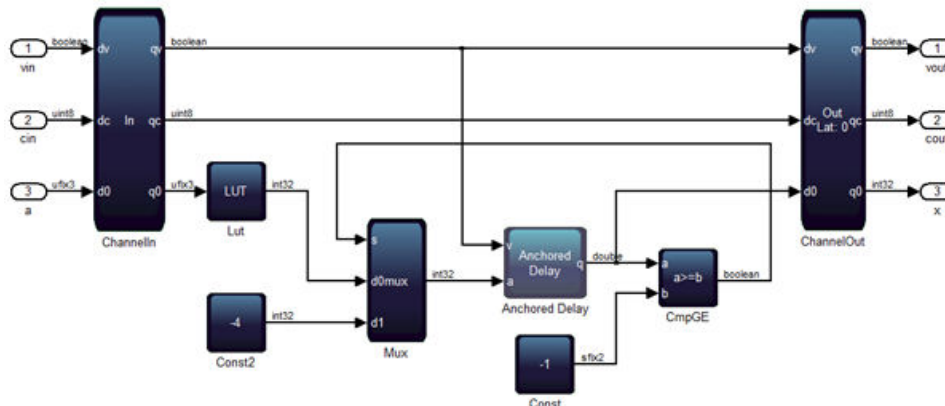 1
boolean
dv
qv
boolean
dv
qv
boolean
1
vin
vout
2
uint8
dc
In
qc
uint8
dc
Out
Lat: 0
qc
uint8
2
cin
cout
3
ufix3
d0
q0
ufix3
LUT
int32
d0
q0
int32
3
a
x
ChannelIn
Lut
ChannelOut
s
d0mux
d1
int32
Mux
v
Anchored
Delay
a
q
double
Anchored Delay
a
a>=b
b
boolean
CmpGE
-4
int32
Const2
-1
sfix2
Const